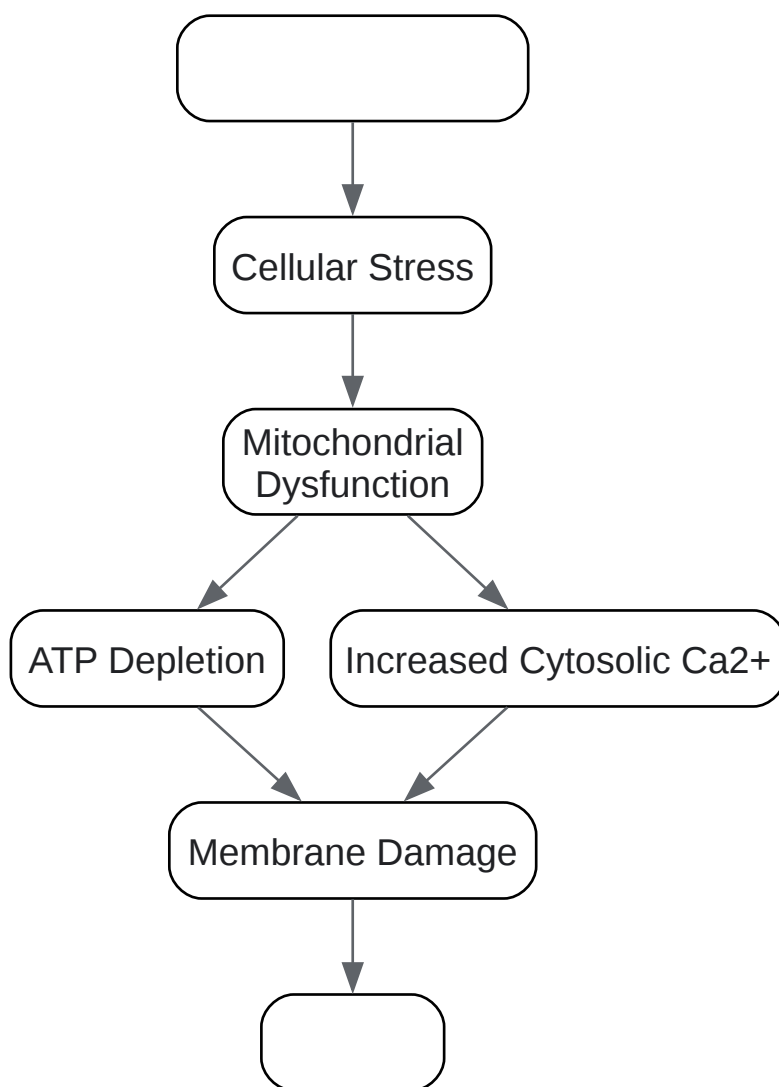 Cellular Stress
Mitochondrial
Dysfunction
ATP Depletion
Increased Cytosolic Ca2+
Membrane Damage